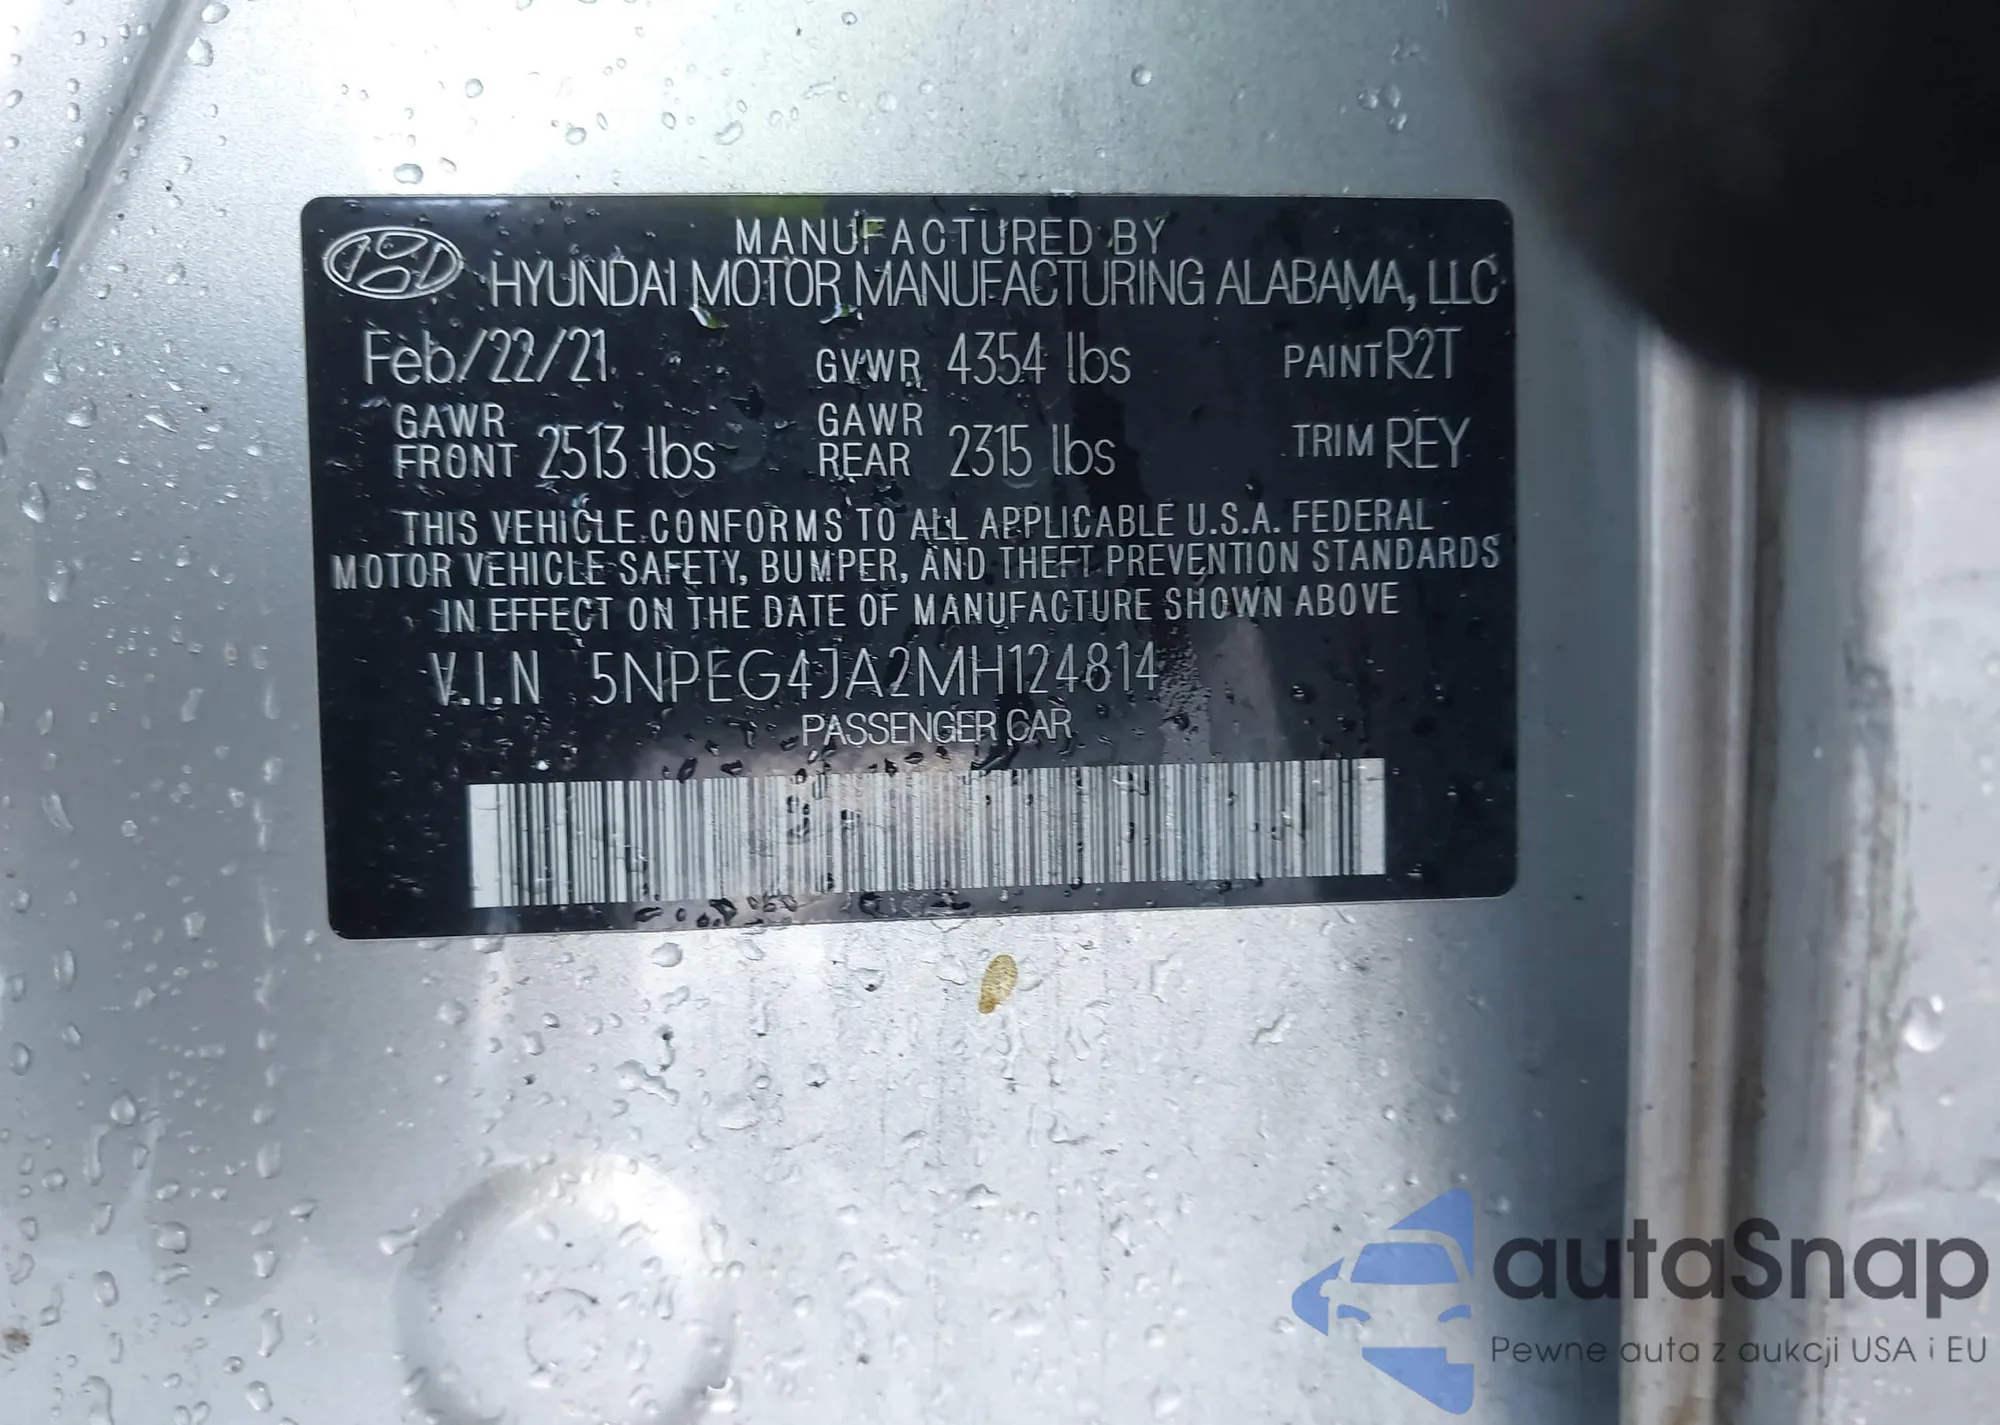 MANUFACTURED BY
HYUNDAI MOTOR MANUFACTURING ALABAMA, LLC
Feb/22/21 GVWR 4354 lbs PAINT R2T
GAWR FRONT 2513 lbs GAWR REAR 2315 lbs TRIM REY
THIS VEHICLE CONFORMS TO ALL APPLICABLE U.S.A. FEDERAL
MOTOR VEHICLE SAFETY, BUMPER, AND THEFT PREVENTION STANDARDS
IN EFFECT ON THE DATE OF MANUFACTURE SHOWN ABOVE
V.I.N 5NPEG4JA2MH124814
PASSENGER CAR
autaSnap
Pewne auta z aukcji USA i EU